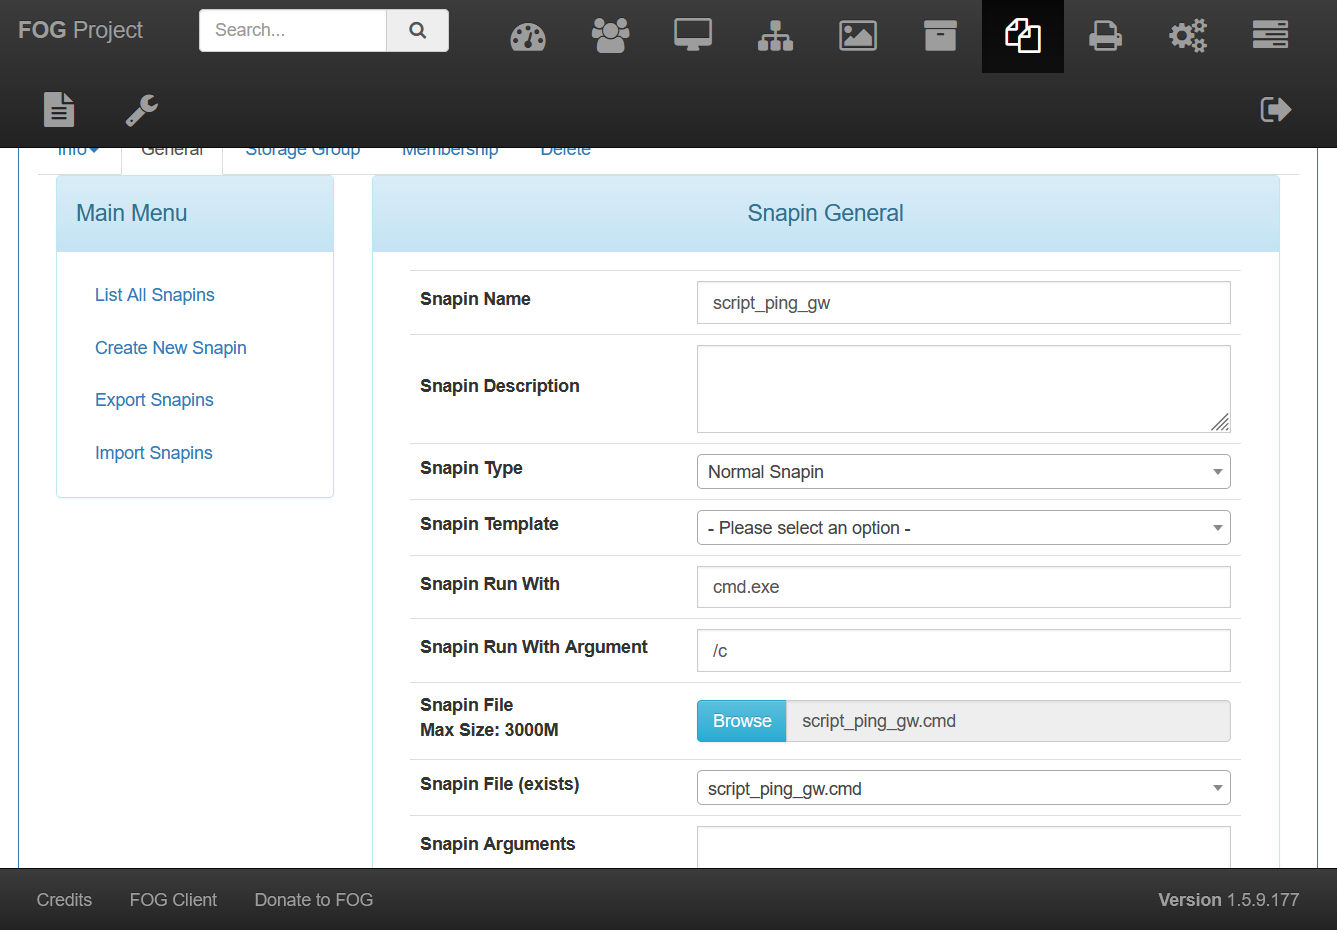 FOG Project
Search...
Info
General
Storage Group
Membership
Delete
Main Menu
List All Snapins
Create New Snapin
Export Snapins
Import Snapins
Snapin General
Snapin Name
script_ping_gw
Snapin Description
Snapin Type
Normal Snapin
Snapin Template
- Please select an option -
Snapin Run With
cmd.exe
Snapin Run With Argument
/c
Snapin File
Max Size: 3000M
Browse
script_ping_gw.cmd
Snapin File (exists)
script_ping_gw.cmd
Snapin Arguments
Credits
FOG Client
Donate to FOG
Version 1.5.9.177